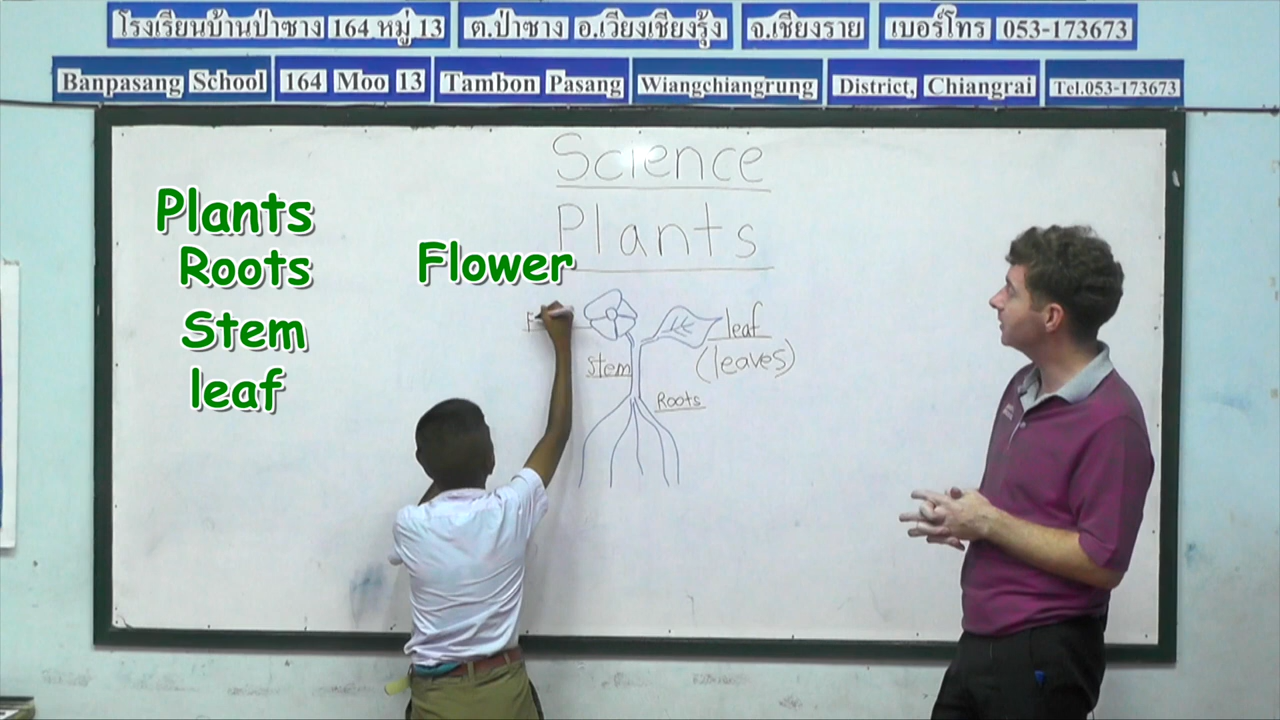 โรงเรียนบ้านป่าซาง 164 หมู่ 13 ต.ป่าซาง อ.เวียงเชียงรุ้ง จ.เชียงราย เบอร์โทร 053-173673
Banpasang School 164 Moo 13 Tambon Pasang Wiangchiangrung District, Chiangrai Tel.053-173673
Science
Plants
Plants
Roots
Stem
leaf
Flower
F
leaf
(leaves)
Stem
Roots